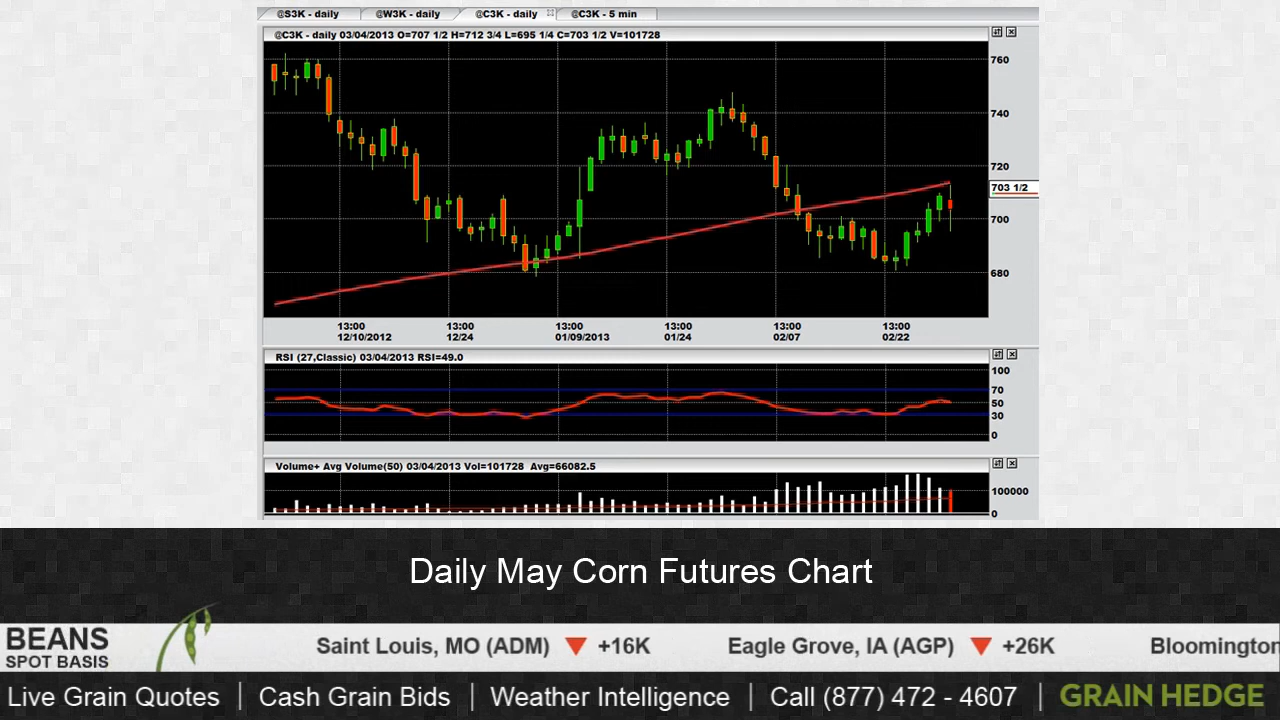 @S3K - daily @W3K - daily @C3K - daily @C3K - 5 min
@C3K - daily 03/04/2013 O=707 1/2 H=712 3/4 L=695 1/4 C=703 1/2 V=101728
760
740
720
703 1/2
700
680
13:00 13:00 13:00 13:00 13:00 13:00
12/10/2012 12/24 01/09/2013 01/24 02/07 02/22
RSI (27,Classic) 03/04/2013 RSI=49.0
100
70
50
30
0
Volume+ Avg Volume(50) 03/04/2013 Vol=101728 Avg=66082.5
100000
0
Daily May Corn Futures Chart
BEANS
SPOT BASIS
Saint Louis, MO (ADM) +16K Eagle Grove, IA (AGP) +26K Bloomington
Live Grain Quotes | Cash Grain Bids | Weather Intelligence | Call (877) 472 - 4607 | GRAIN HEDGE